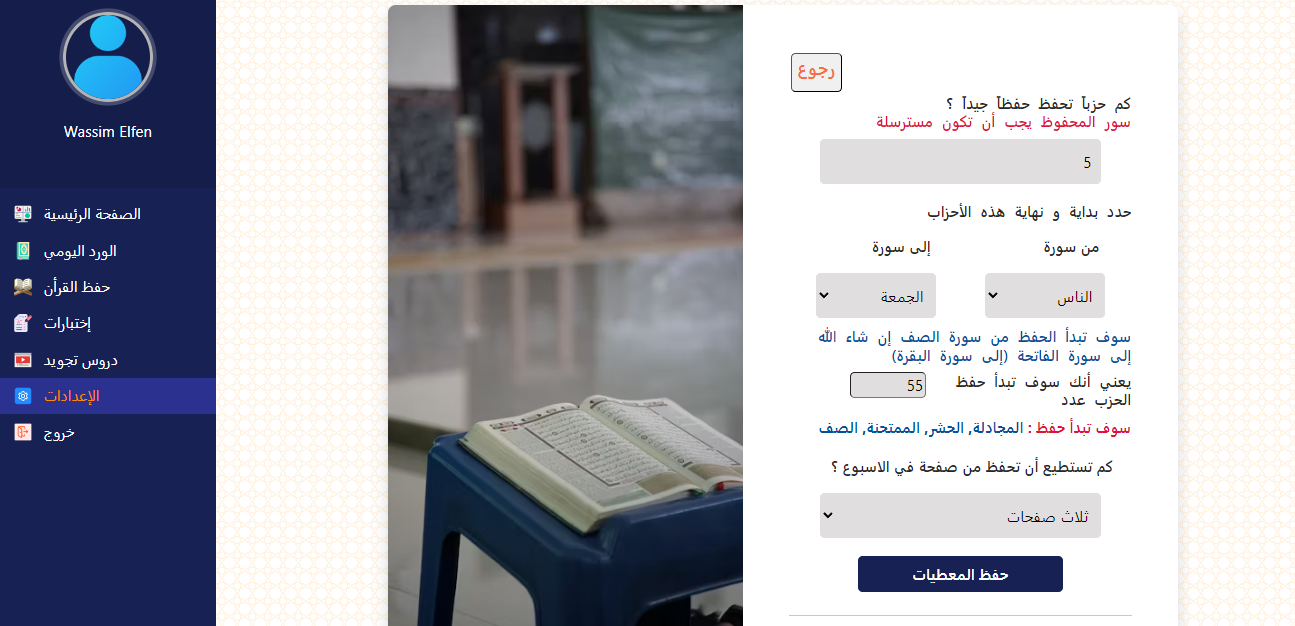 Wassim Elfen
الصفحة الرئيسية
الورد اليومي
حفظ القرأن
إختبارات
دروس تجويد
الإعدادات
خروج
رجوع
كم حزباً تحفظ حفظاً جيداً ؟
سور المحفوظ يجب أن تكون مسترسلة
5
حدد بداية و نهاية هذه الأحزاب
من سورة إلى سورة
الناس الجمعة
سوف تبدأ الحفظ من سورة الصف إن شاء الله
إلى سورة الفاتحة (إلى سورة البقرة)
يعني أنك سوف تبدأ حفظ 55
الحزب عدد
سوف تبدأ حفظ : المجادلة, الحشر, الممتحنة, الصف
كم تستطيع أن تحفظ من صفحة في الاسبوع ؟
ثلاث صفحات
حفظ المعطيات